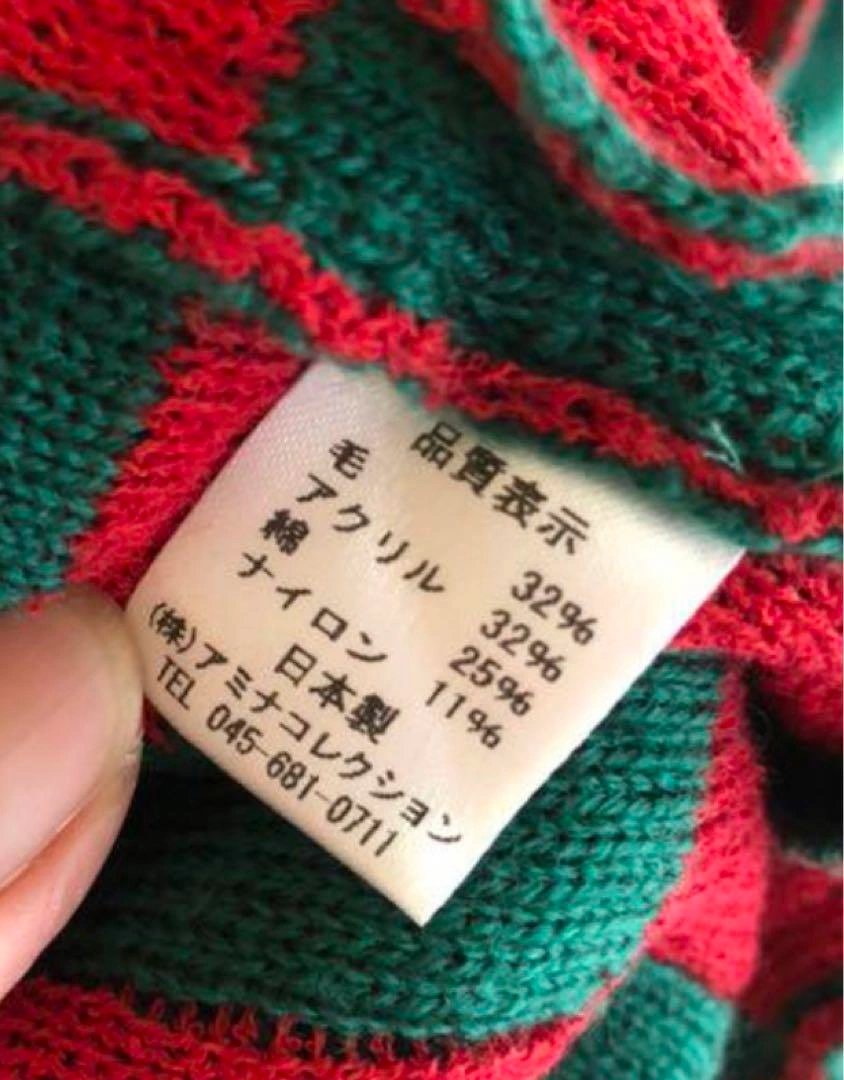 品質表示
毛 32%
アクリル 32%
綿 25%
ナイロン 11%
日本製
(株)アミナコレクション
TEL 045-681-0711